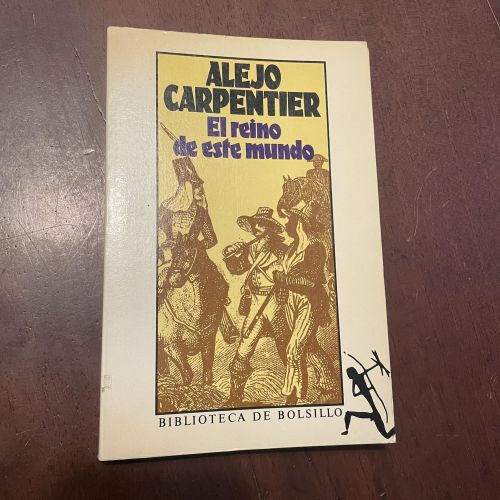 ALEJO
CARPENTIER
El reino
de este mundo
BIBLIOTECA DE BOLSILLO